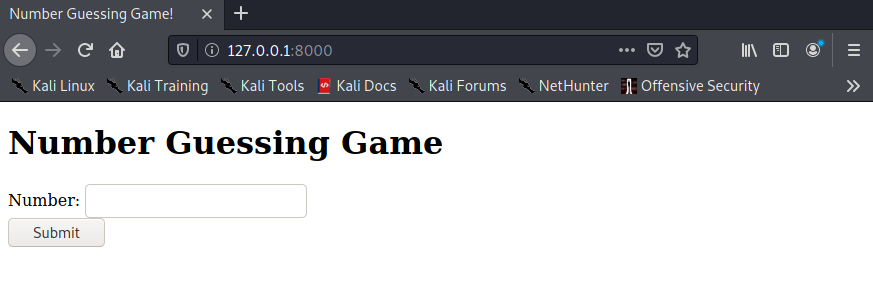 Number Guessing Game!
127.0.0.1:8000
Kali Linux Kali Training Kali Tools Kali Docs Kali Forums NetHunter Offensive Security
Number Guessing Game
Number:
Submit